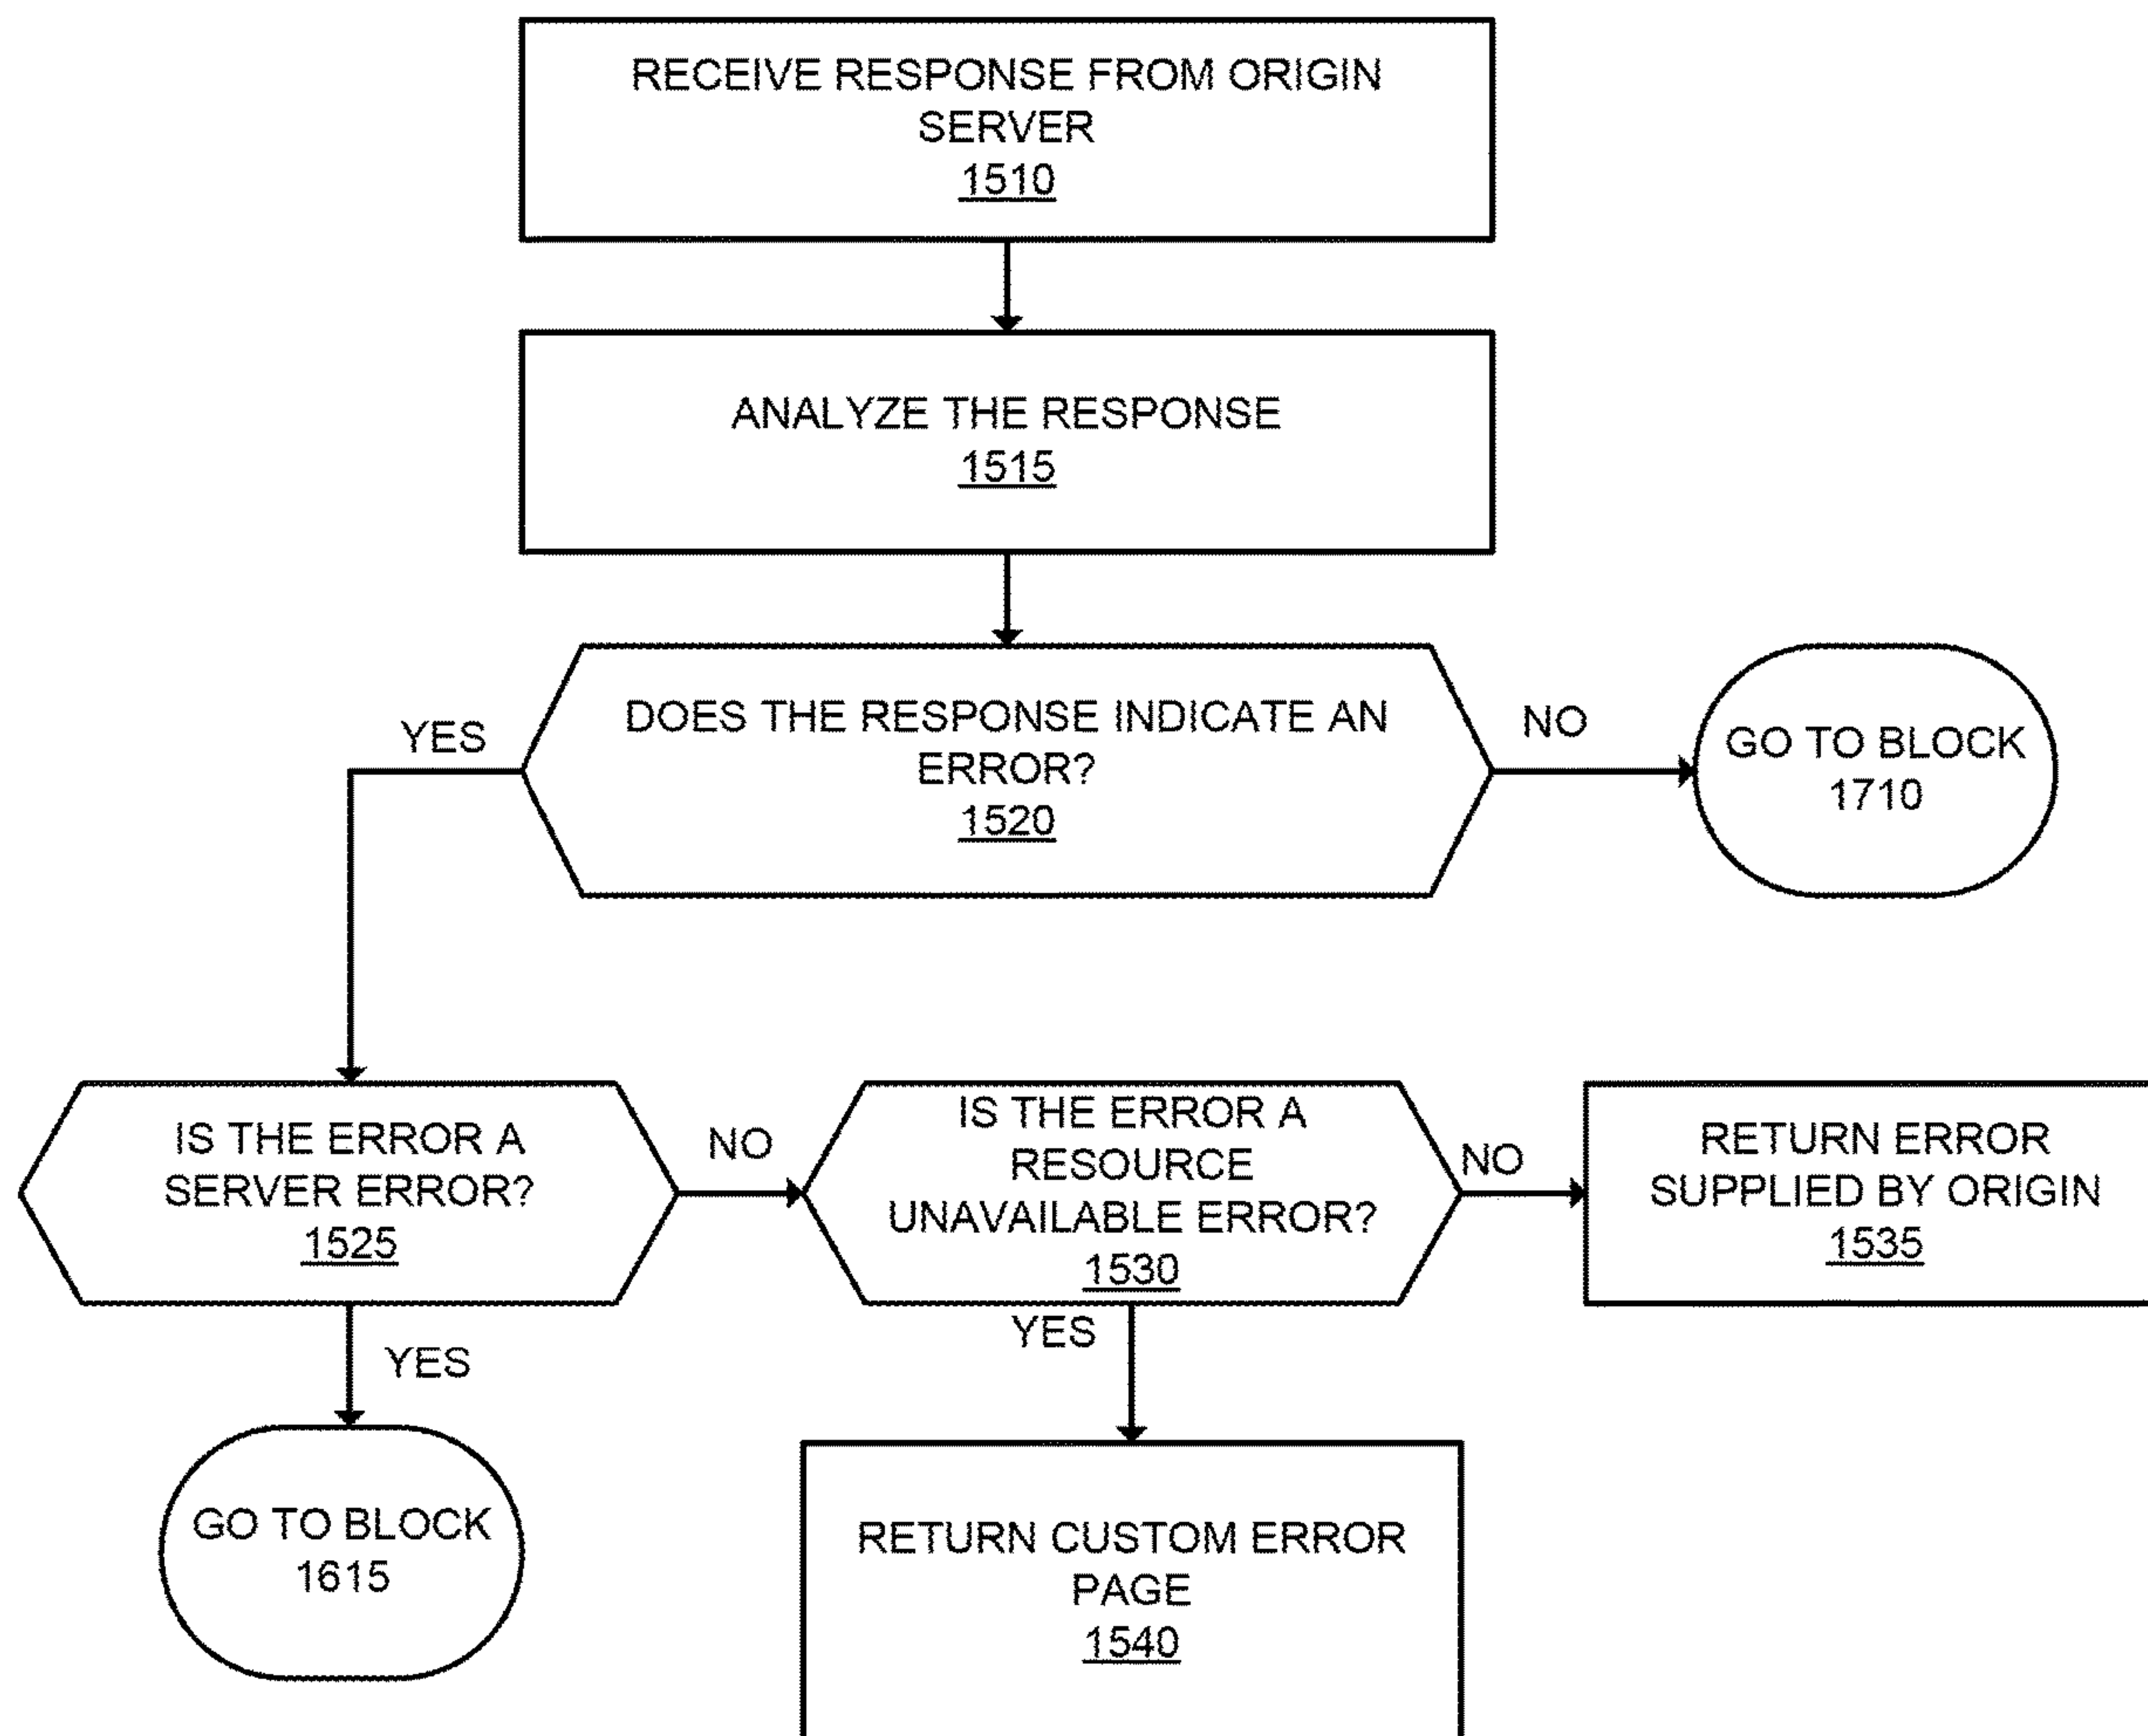 RECEIVE RESPONSE FROM ORIGIN
SERVER
1510
ANALYZE THE RESPONSE
1515
DOES THE RESPONSE INDICATE AN
ERROR?
1520
YES
NO
GO TO BLOCK
1710
IS THE ERROR A
SERVER ERROR?
1525
NO
IS THE ERROR A
RESOURCE
UNAVAILABLE ERROR?
1530
NO
RETURN ERROR
SUPPLIED BY ORIGIN
1535
YES
GO TO BLOCK
1615
YES
RETURN CUSTOM ERROR
PAGE
1540